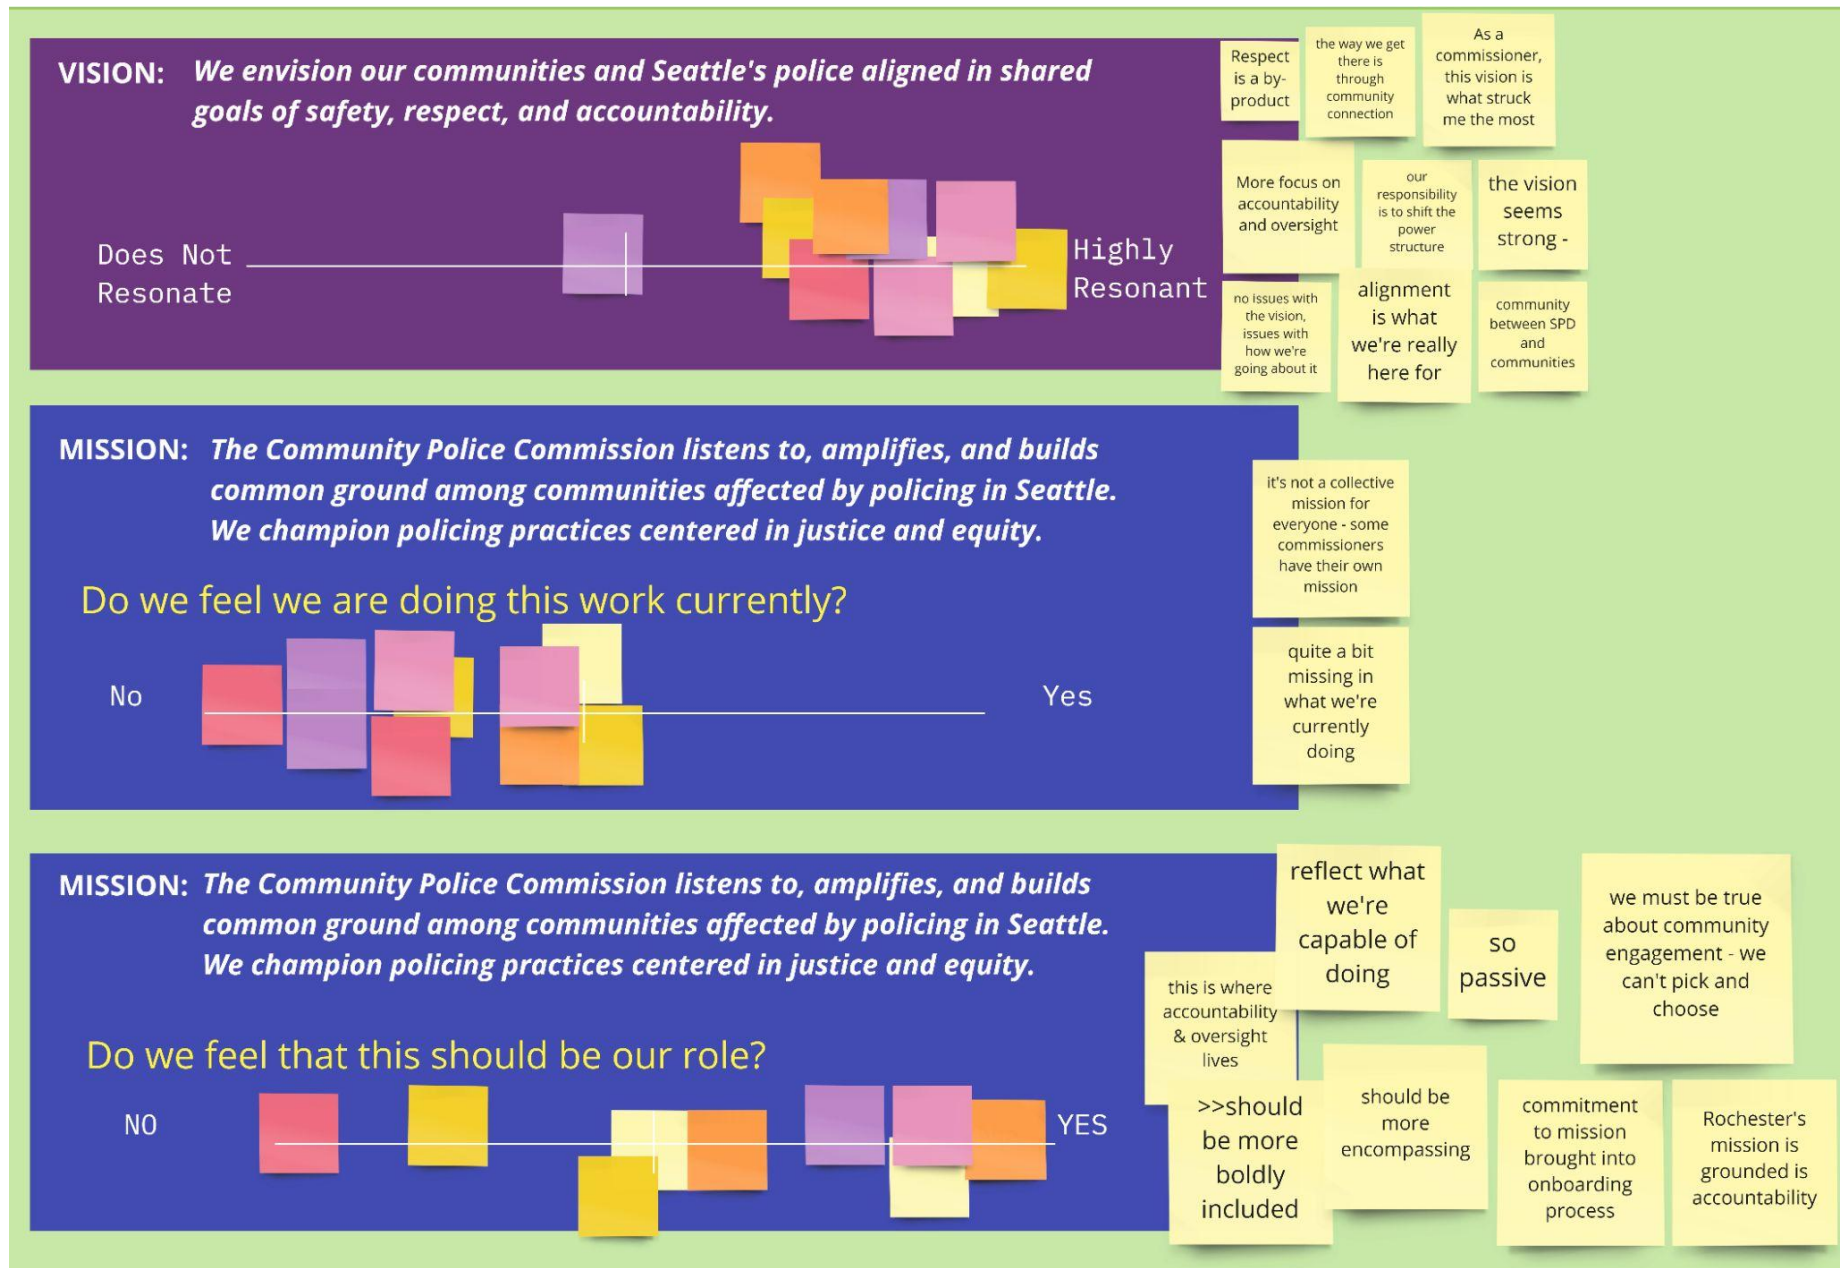 VISION: We envision our communities and Seattle's police aligned in shared
goals of safety, respect, and accountability.
Does Not
Resonate
Highly
Resonant
Respect
is a by-
product
the way we get
there is
through
community
connection
As a
commissioner,
this vision is
what struck
me the most
More focus on
accountability
and oversight
our
responsibility
is to shift the
power
structure
the vision
seems
strong -
no issues with
the vision,
issues with
how we're
going about it
alignment
is what
we're really
here for
community
between SPD
and
communities
MISSION: The Community Police Commission listens to, amplifies, and builds
common ground among communities affected by policing in Seattle.
We champion policing practices centered in justice and equity.
Do we feel we are doing this work currently?
No
Yes
it's not a collective
mission for
everyone - some
commissioners
have their own
mission
quite a bit
missing in
what we're
currently
doing
MISSION: The Community Police Commission listens to, amplifies, and builds
common ground among communities affected by policing in Seattle.
We champion policing practices centered in justice and equity.
Do we feel that this should be our role?
NO
YES
this is where
accountability
& oversight
lives
reflect what
we're
capable of
doing
so
passive
we must be true
about community
engagement - we
can't pick and
choose
>>should
be more
boldly
included
should be
more
encompassing
commitment
to mission
brought into
onboarding
process
Rochester's
mission is
grounded is
accountability